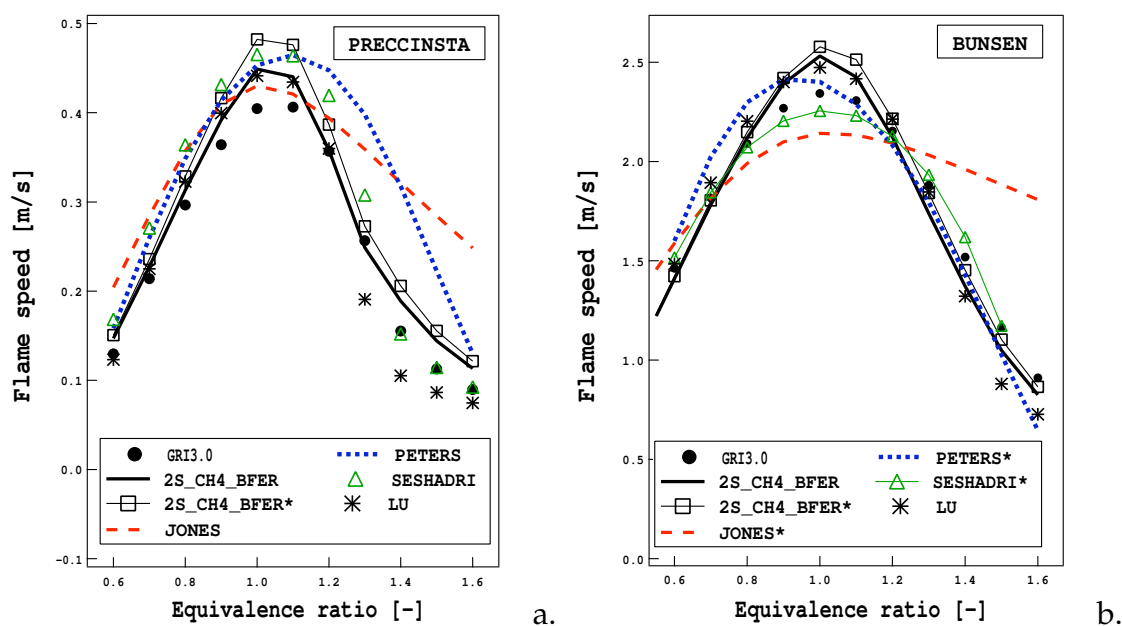 PRECCINSTA
Flame speed [m/s]
0.5
0.4
0.3
0.2
0.1
0.0
-0.1
GRI3.0
2S_CH4_BFER
2S_CH4_BFER*
JONES
PETERS
SESHADRI
LU
0.6 0.8 1.0 1.2 1.4 1.6
Equivalence ratio [-]
a.
BUNSEN
Flame speed [m/s]
2.5
2.0
1.5
1.0
0.5
0.0
GRI3.0
2S_CH4_BFER
2S_CH4_BFER*
JONES*
PETERS*
SESHADRI*
LU
0.6 0.8 1.0 1.2 1.4 1.6
Equivalence ratio [-]
b.